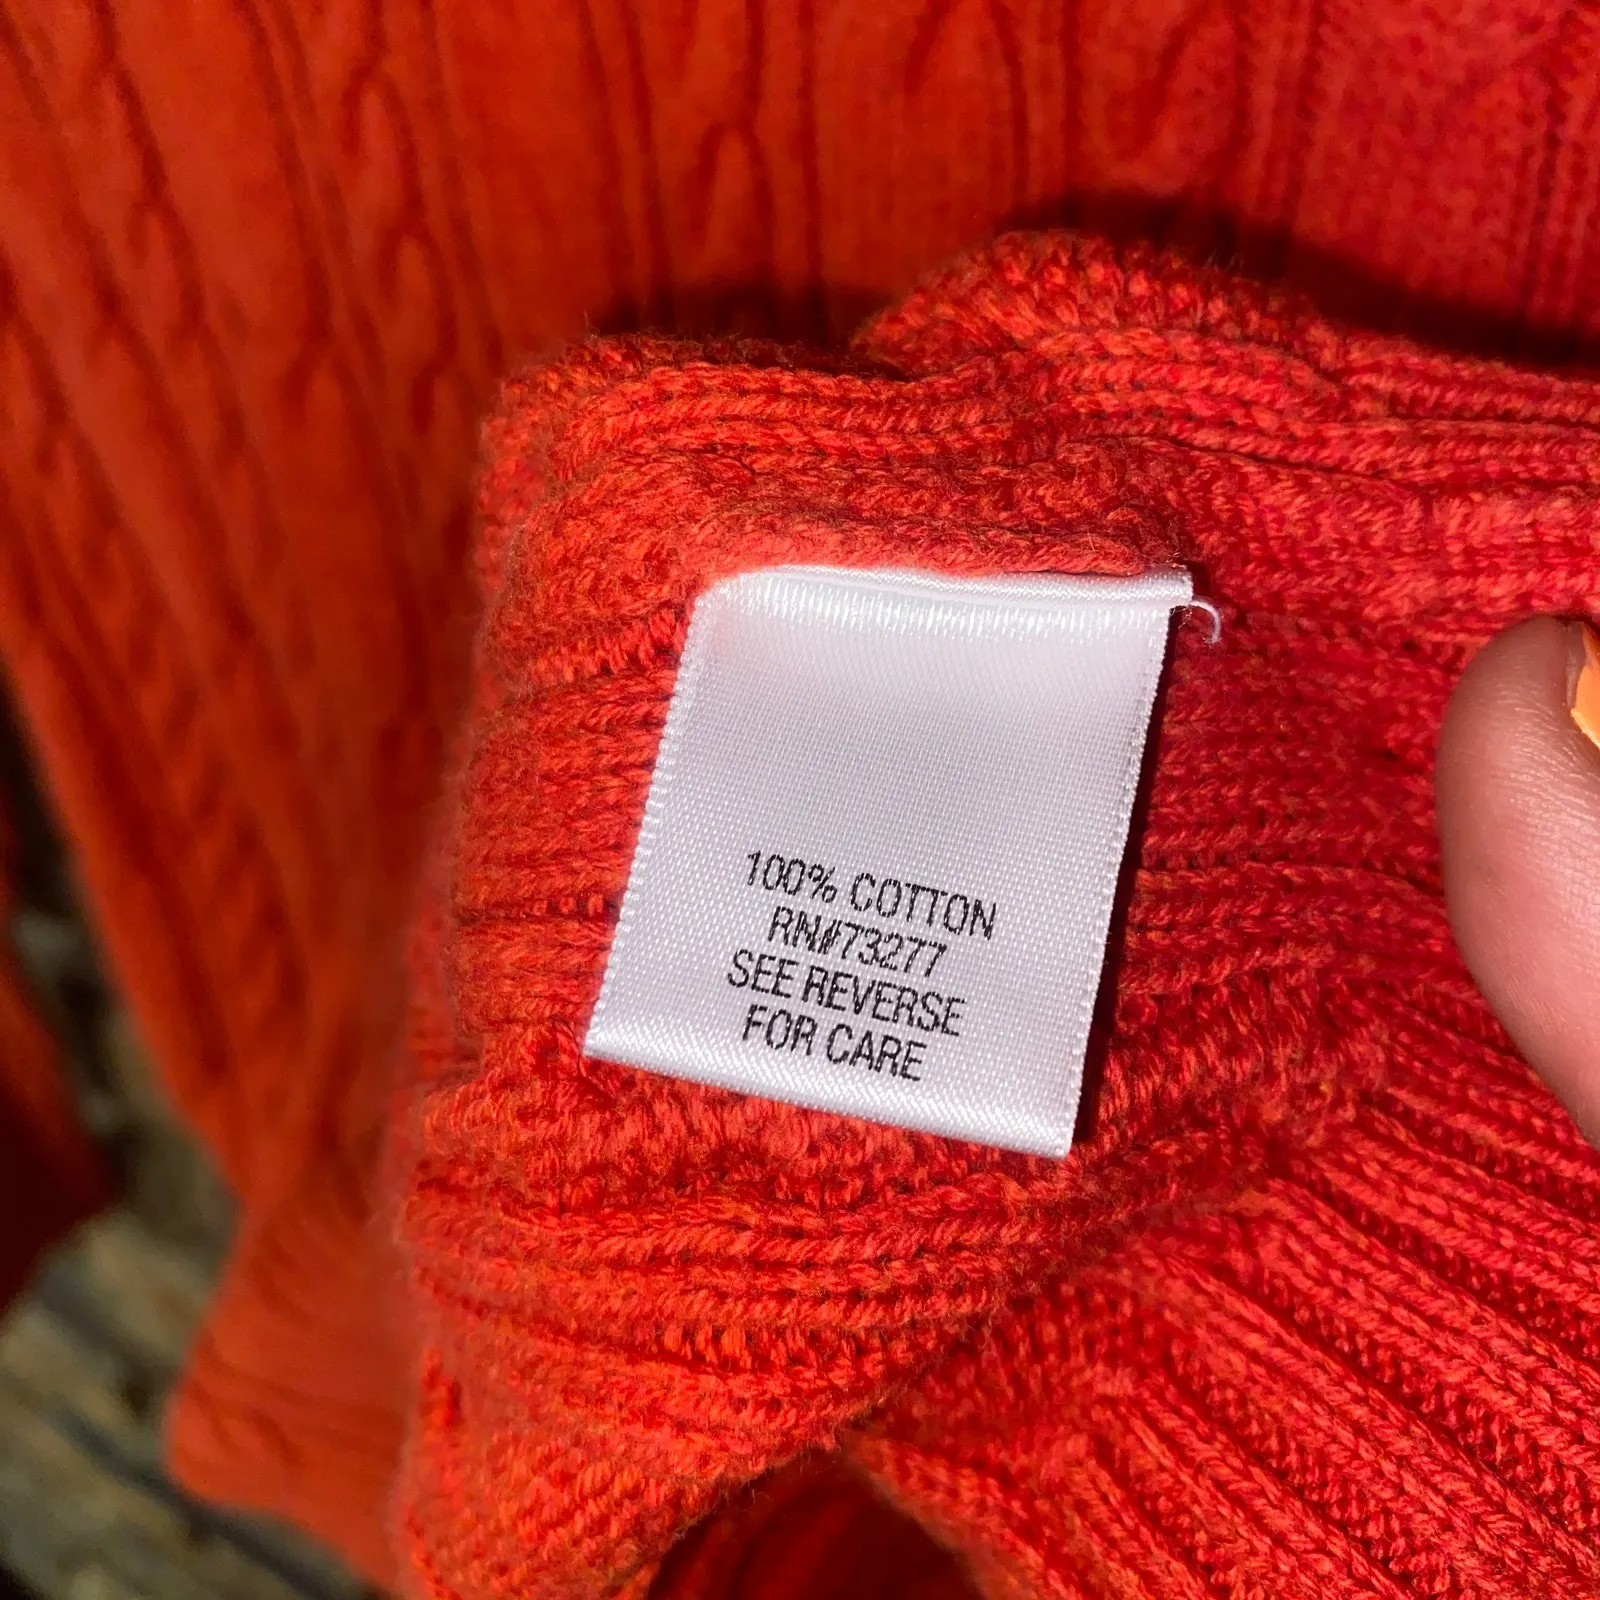 100% COTTON
RN#73277
SEE REVERSE
FOR CARE